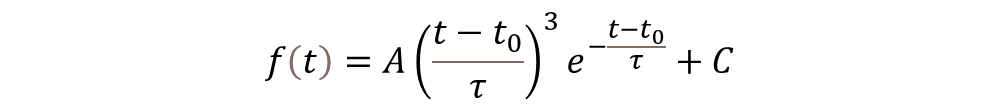 f(t) = A ((t − t₀)/τ)³ e^(−(t−t₀)/τ) + C